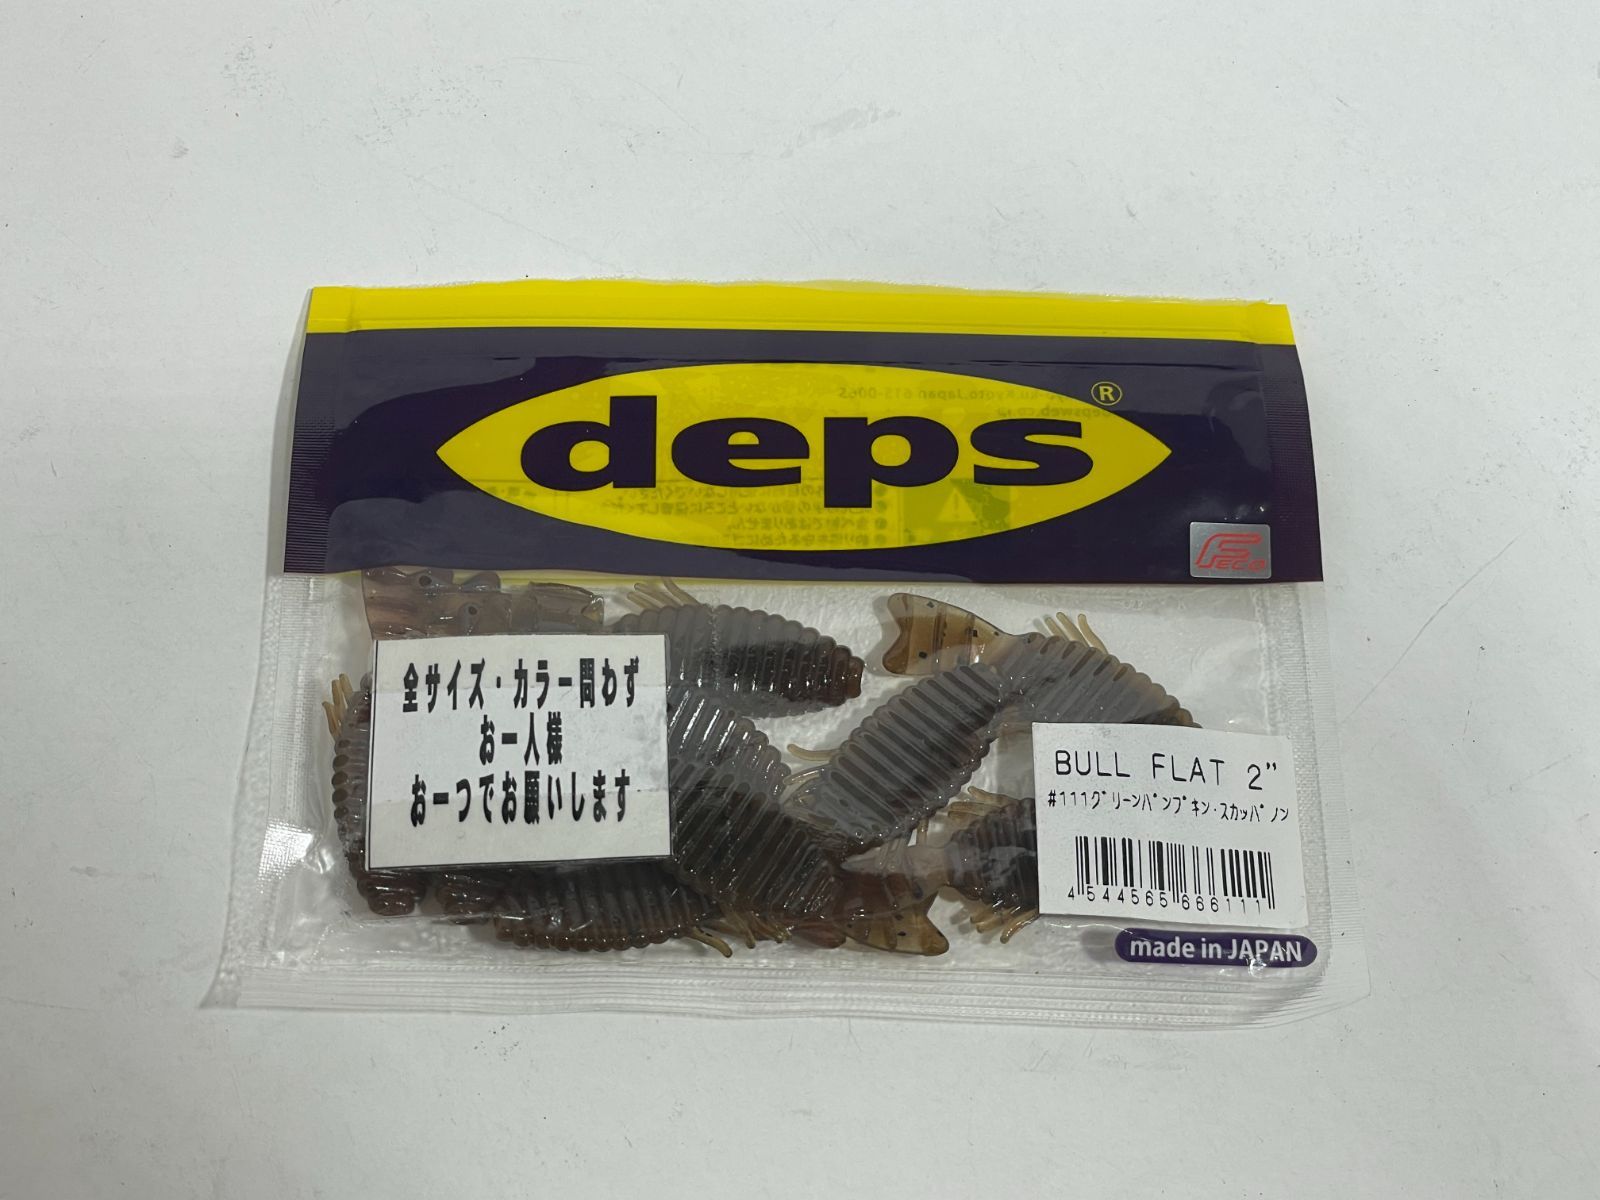 deps®
FECO
全サイズ・カラー問わず
お一人様
お一つでお願いします
BULL FLAT 2"
#111グリーンパンプキン・スカッパノン
4544565666111
made in JAPAN